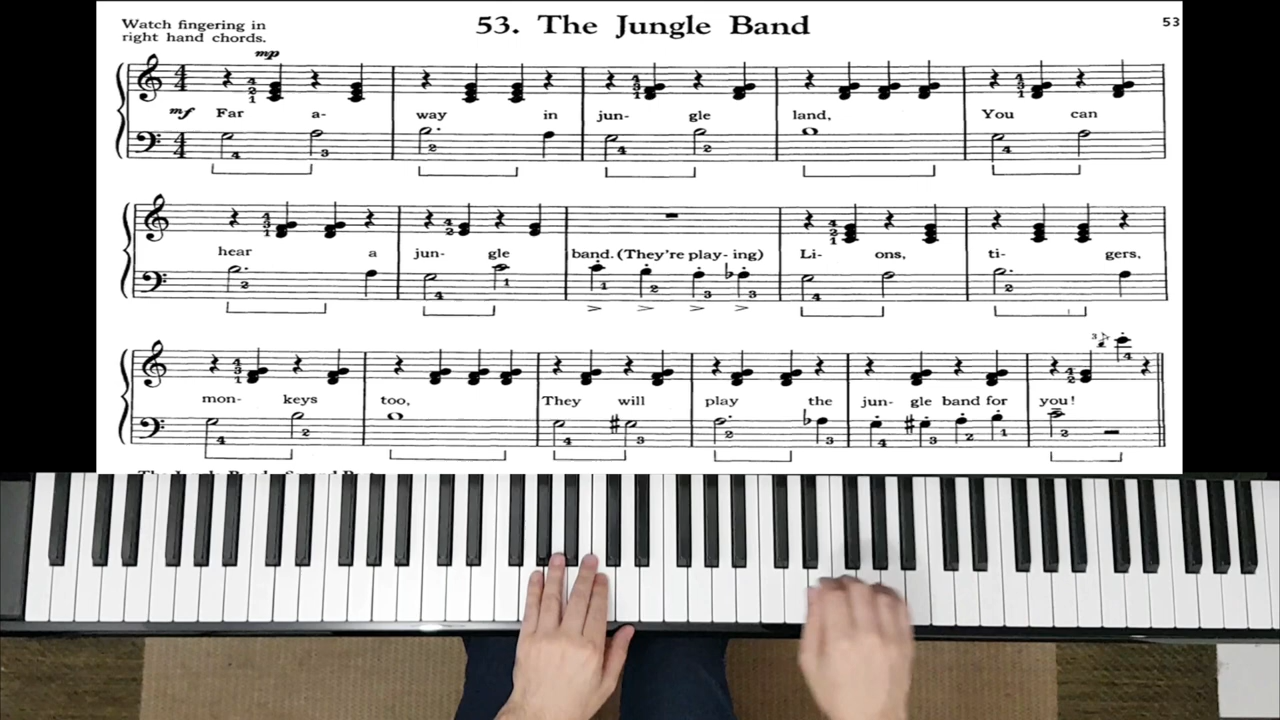 Watch fingering in
right hand chords.
53. The Jungle Band
53
mp
mf
Far a- way in jun- gle land, You can
hear a jun- gle band. (They're play- ing) Li- ons, ti- gers,
mon- keys too, They will play the jun- gle band for you!